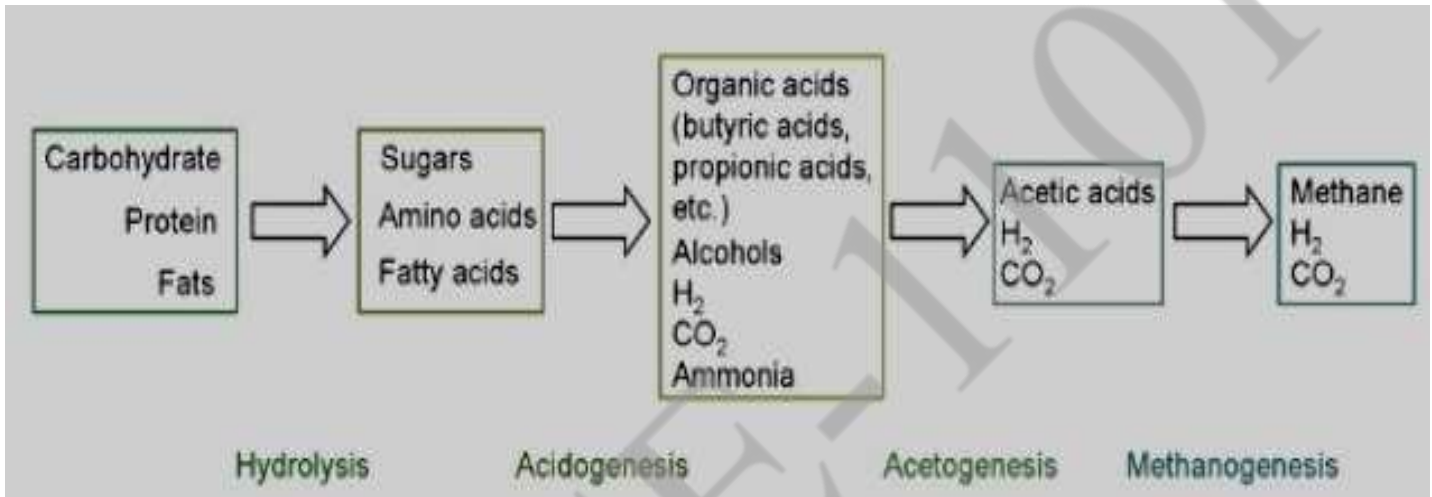 Carbohydrate
Protein
Fats
Sugars
Amino acids
Fatty acids
Organic acids
(butyric acids,
propionic acids,
etc.)
Alcohols
H₂
CO₂
Ammonia
Acetic acids
H₂
CO₂
Methane
H₂
CO₂
Hydrolysis
Acidogenesis
Acetogenesis
Methanogenesis